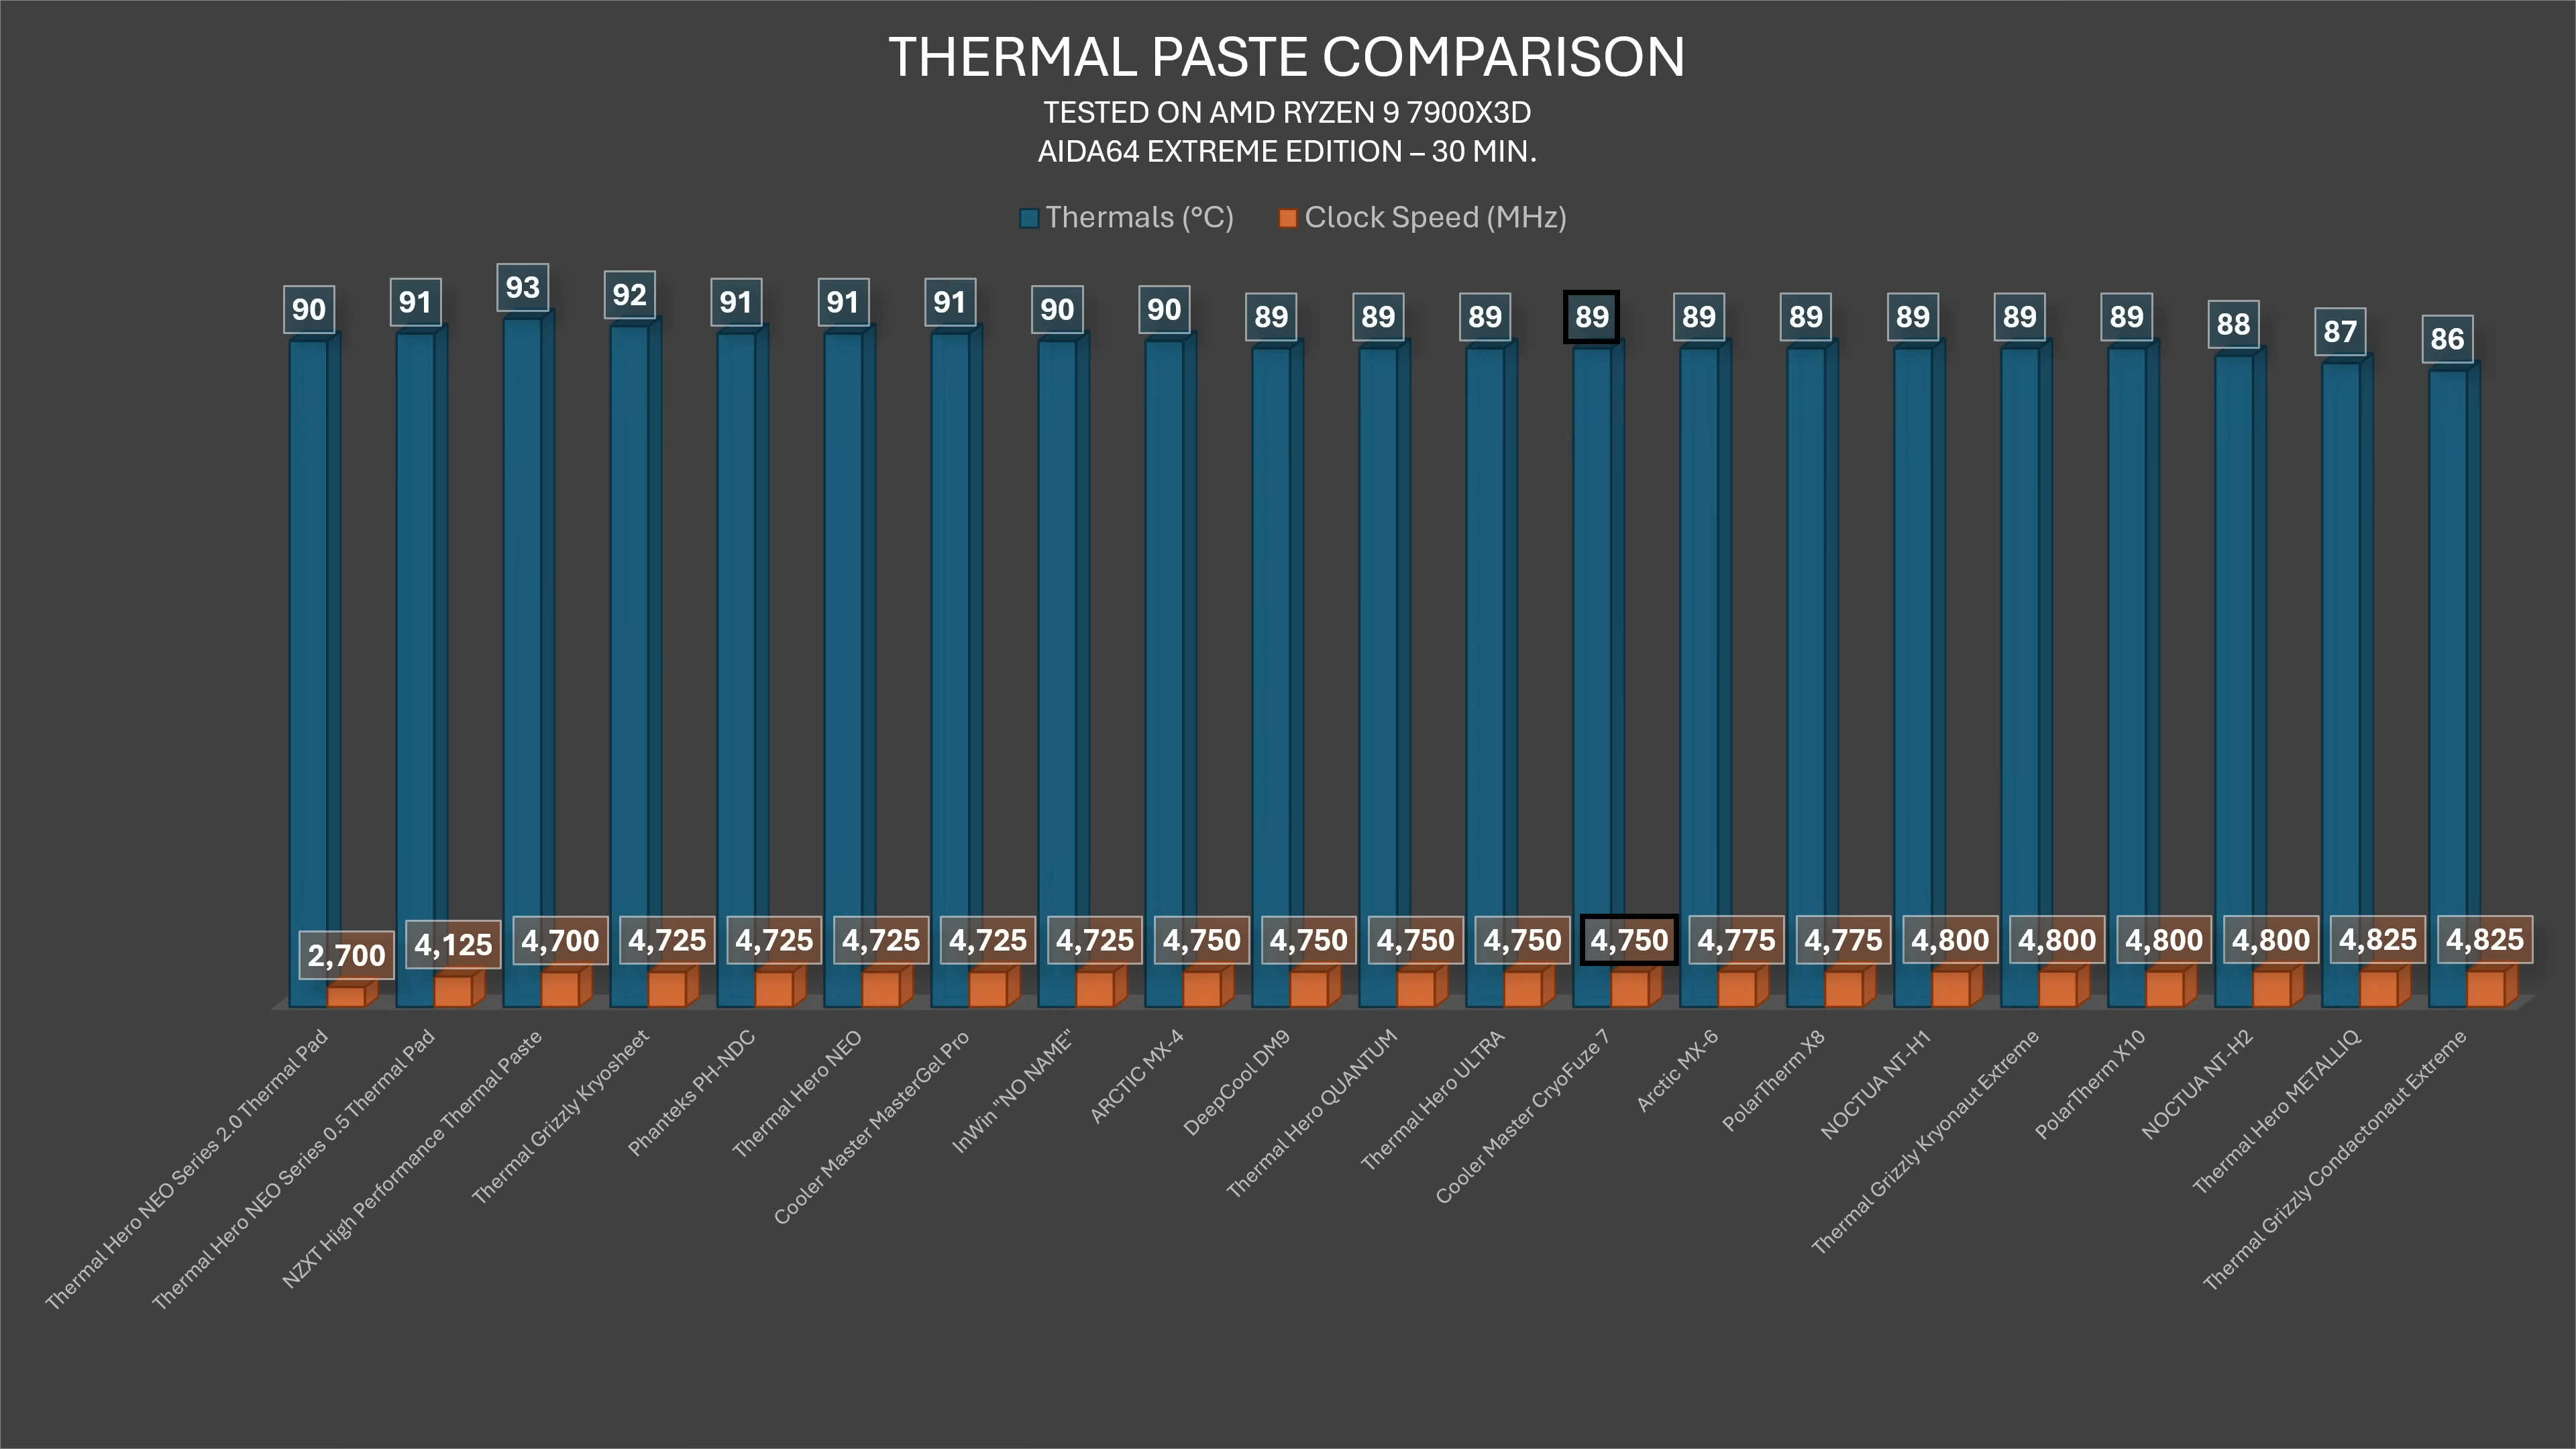 THERMAL PASTE COMPARISON
TESTED ON AMD RYZEN 9 7900X3D
AIDA64 EXTREME EDITION – 30 MIN.
Thermals (°C) Clock Speed (MHz)
90 91 93 92 91 91 91 90 90 89 89 89 89 89 89 89 89 89 88 87 86
2,700 4,125 4,700 4,725 4,725 4,725 4,725 4,725 4,750 4,750 4,750 4,750 4,750 4,775 4,775 4,800 4,800 4,800 4,800 4,825 4,825
Thermal Hero NEO Series 2.0 Thermal Pad
Thermal Hero NEO Series 0.5 Thermal Pad
NZXT High Performance Thermal Paste
Thermal Grizzly Kryosheet
Phanteks PH-NDC
Thermal Hero NEO
Cooler Master MasterGel Pro
InWin "NO NAME"
ARCTIC MX-4
DeepCool DM9
Thermal Hero QUANTUM
Thermal Hero ULTRA
Cooler Master CryoFuze 7
Arctic MX-6
PolarTherm X8
NOCTUA NT-H1
Thermal Grizzly Kryonaut Extreme
PolarTherm X10
NOCTUA NT-H2
Thermal Hero METALLIQ
Thermal Grizzly Condactonaut Extreme